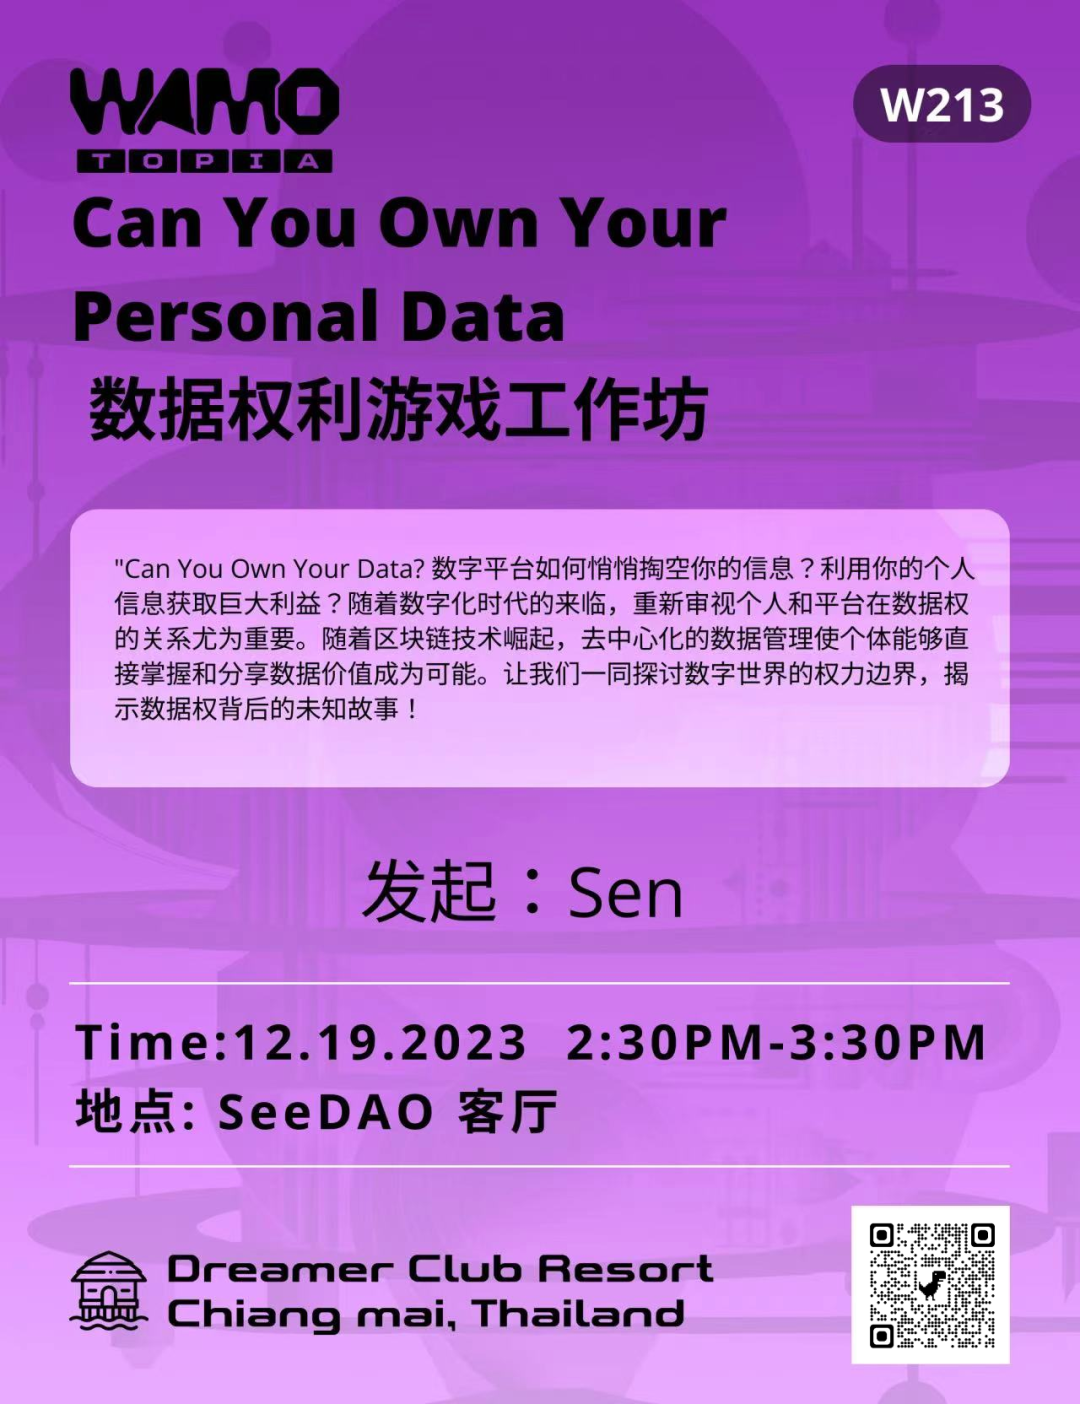 WAMO
TOPIA
W213
Can You Own Your
Personal Data
数据权利游戏工作坊
"Can You Own Your Data? 数字平台如何悄悄掏空你的信息？利用你的个人
信息获取巨大利益？随着数字化时代的来临，重新审视个人和平台在数据权
的关系尤为重要。随着区块链技术崛起，去中心化的数据管理使个体能够直
接掌握和分享数据价值成为可能。让我们一同探讨数字世界的权力边界，揭
示数据权背后的未知故事！
发起：Sen
Time:12.19.2023 2:30PM-3:30PM
地点: SeeDAO 客厅
Dreamer Club Resort
Chiang mai, Thailand